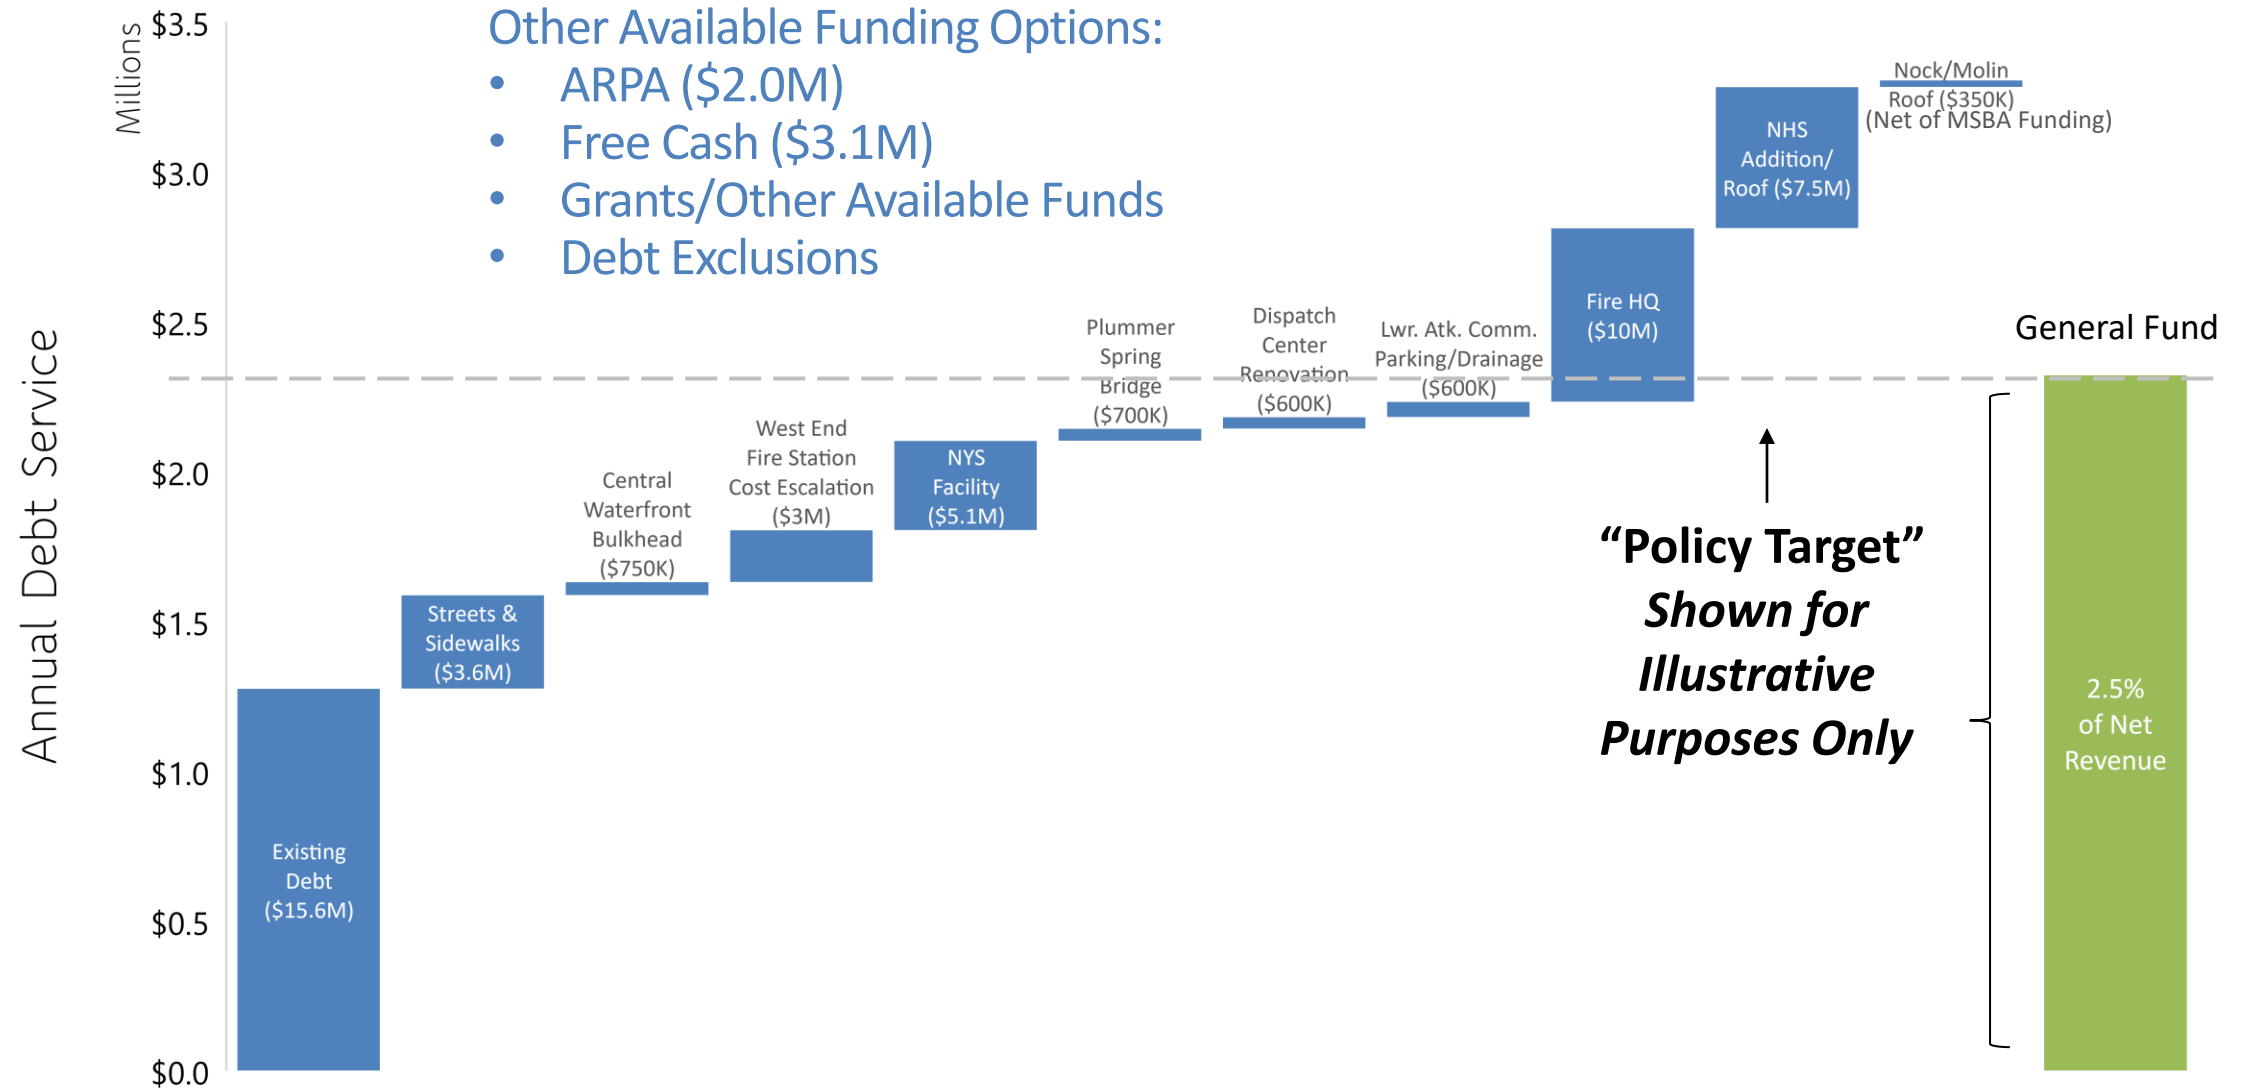 Other Available Funding Options:
• ARPA ($2.0M)
• Free Cash ($3.1M)
• Grants/Other Available Funds
• Debt Exclusions
Millions
Annual Debt Service
$3.5
$3.0
$2.5
$2.0
$1.5
$1.0
$0.5
$0.0
Existing
Debt
($15.6M)
Streets &
Sidewalks
($3.6M)
Central
Waterfront
Bulkhead
($750K)
West End
Fire Station
Cost Escalation
($3M)
NYS
Facility
($5.1M)
Plummer
Spring
Bridge
($700K)
Dispatch
Center
Renovation
($600K)
Lwr. Atk. Comm.
Parking/Drainage
($600K)
Fire HQ
($10M)
NHS
Addition/
Roof ($7.5M)
Nock/Molin
Roof ($350K)
(Net of MSBA Funding)
General Fund
2.5%
of Net
Revenue
“Policy Target”
Shown for
Illustrative
Purposes Only